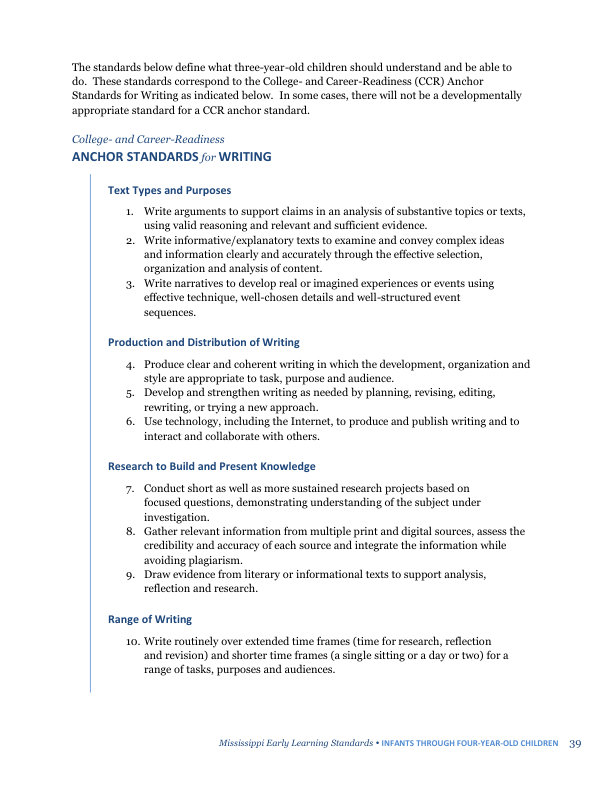 The standards below define what three-year-old children should understand and be able to
do.  These standards correspond to the College- and Career-Readiness (CCR) Anchor
Standards for Writing as indicated below.  In some cases, there will not be a developmentally
appropriate standard for a CCR anchor standard.
College- and Career-Readiness
ANCHOR STANDARDS for WRITING
Text Types and Purposes
1. Write arguments to support claims in an analysis of substantive topics or texts,
using valid reasoning and relevant and sufficient evidence.
2. Write informative/explanatory texts to examine and convey complex ideas
and information clearly and accurately through the effective selection,
organization and analysis of content.
3. Write narratives to develop real or imagined experiences or events using
effective technique, well-chosen details and well-structured event
sequences.
Production and Distribution of Writing
4. Produce clear and coherent writing in which the development, organization and
style are appropriate to task, purpose and audience.
5. Develop and strengthen writing as needed by planning, revising, editing,
rewriting, or trying a new approach.
6. Use technology, including the Internet, to produce and publish writing and to
interact and collaborate with others.
Research to Build and Present Knowledge
7. Conduct short as well as more sustained research projects based on
focused questions, demonstrating understanding of the subject under
investigation.
8. Gather relevant information from multiple print and digital sources, assess the
credibility and accuracy of each source and integrate the information while
avoiding plagiarism.
9. Draw evidence from literary or informational texts to support analysis,
reflection and research.
Range of Writing
10. Write routinely over extended time frames (time for research, reflection
and revision) and shorter time frames (a single sitting or a day or two) for a
range of tasks, purposes and audiences.
Mississippi Early Learning Standards • INFANTS THROUGH FOUR-YEAR-OLD CHILDREN 39